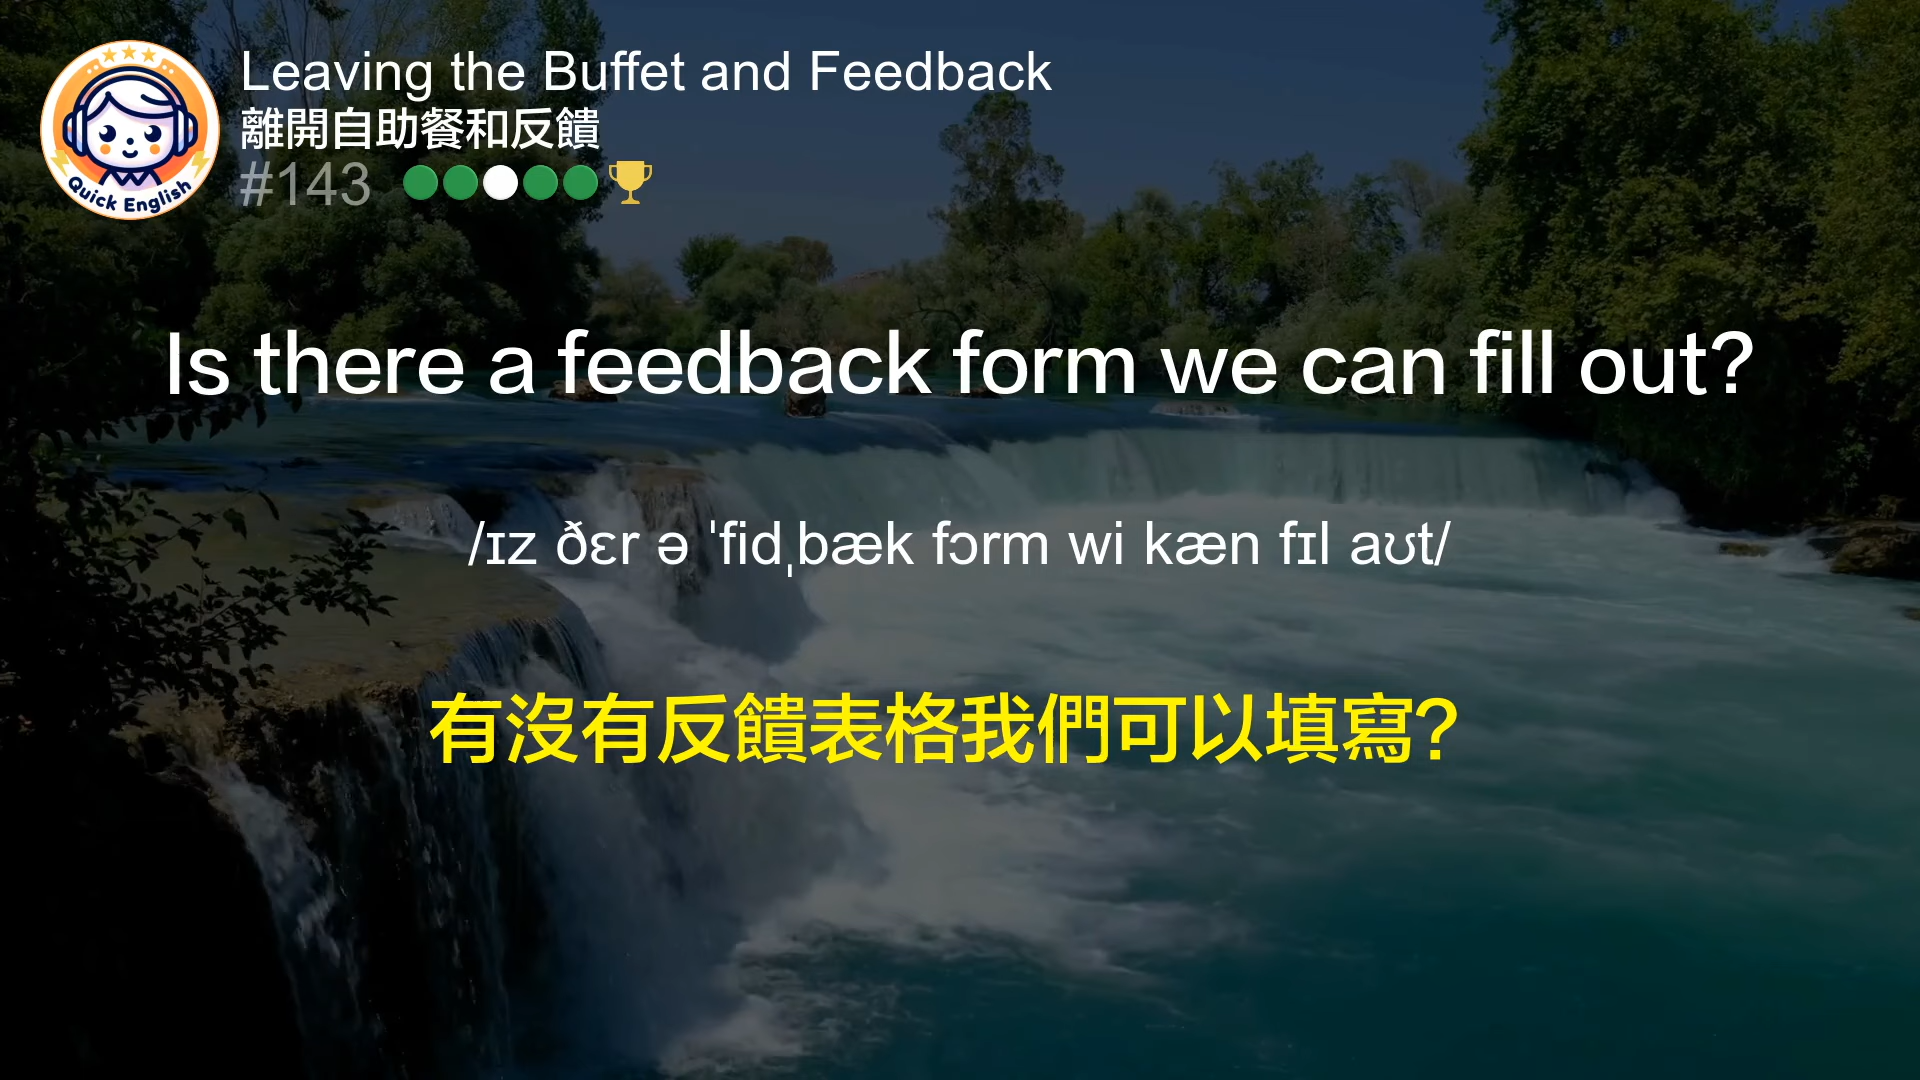 Quick English
Leaving the Buffet and Feedback
離開自助餐和反饋
#143
Is there a feedback form we can fill out?
/ɪz ðɛr ə ˈfidˌbæk fɔrm wi kæn fɪl aʊt/
有沒有反饋表格我們可以填寫?